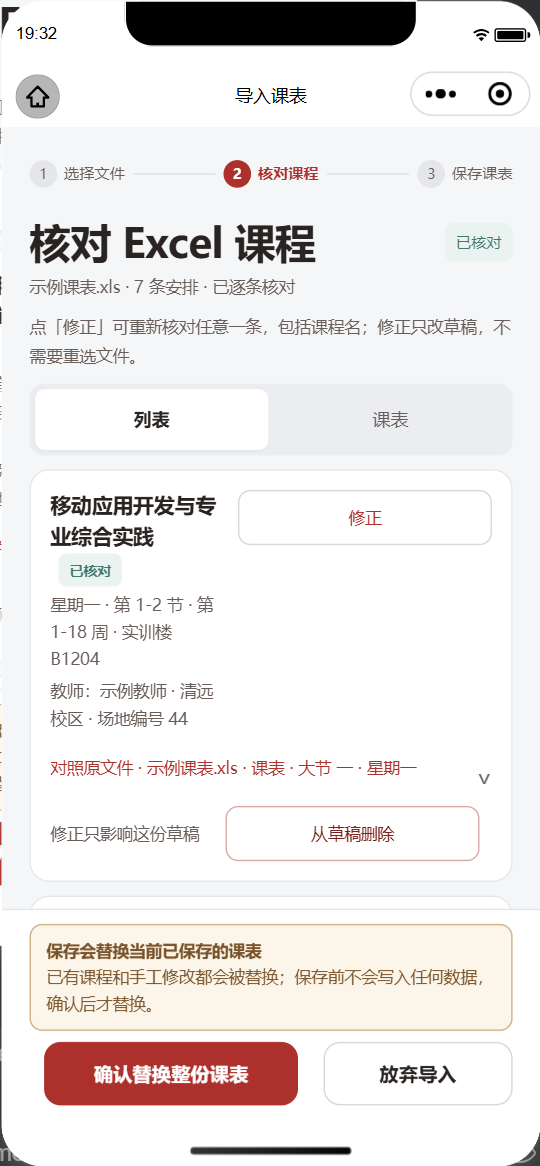 19:32
导入课表
1 选择文件 2 核对课程 3 保存课表
核对 Excel 课程 已核对
示例课表.xls · 7 条安排 · 已逐条核对
点「修正」可重新核对任意一条，包括课程名；修正只改草稿，不
需要重选文件。
列表 课表
移动应用开发与专
业综合实践
修正
已核对
星期一 · 第 1-2 节 · 第
1-18 周 · 实训楼
B1204
教师：示例教师 · 清远
校区 · 场地编号 44
对照原文件 · 示例课表.xls · 课表 · 大节 一 · 星期一
修正只影响这份草稿 从草稿删除
保存会替换当前已保存的课表
已有课程和手工修改都会被替换；保存前不会写入任何数据，
确认后才替换。
确认替换整份课表 放弃导入